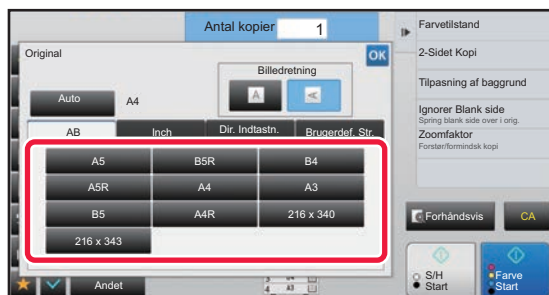 Antal kopier 1
Original
OK
Billedretning
A A
Auto A4
AB Inch Dir. Indtastn. Brugerdef. Str.
A5 B5R B4
A5R A4 A3
B5 A4R 216 x 340
216 x 343
Andet
Farvetilstand
2-Sidet Kopi
Tilpasning af baggrund
Ignorer Blank side
Spring blank side over i orig.
Zoomfaktor
Forstør/formindsk kopi
Forhåndsvis CA
S/H Start
Farve Start